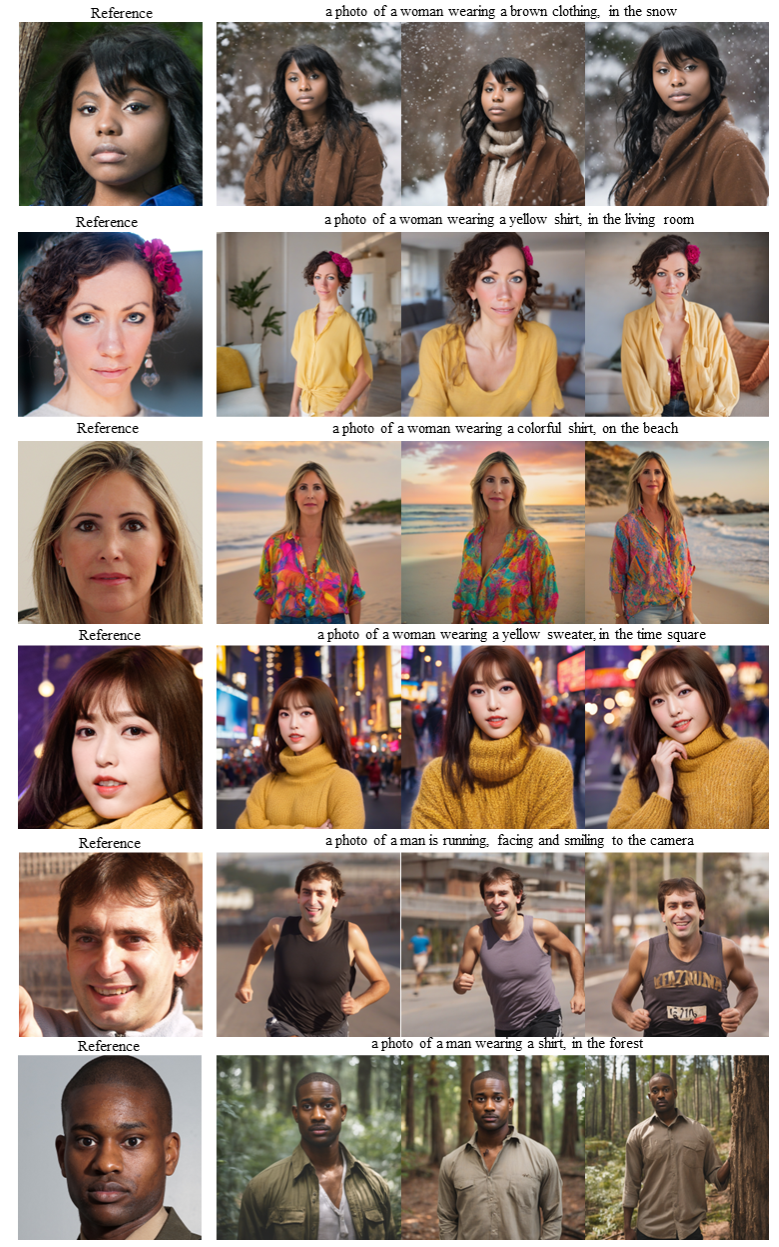 Reference
a photo of a woman wearing a brown clothing, in the snow
Reference
a photo of a woman wearing a yellow shirt, in the living room
Reference
a photo of a woman wearing a colorful shirt, on the beach
Reference
a photo of a woman wearing a yellow sweater, in the time square
Reference
a photo of a man is running, facing and smiling to the camera
Reference
a photo of a man wearing a shirt, in the forest